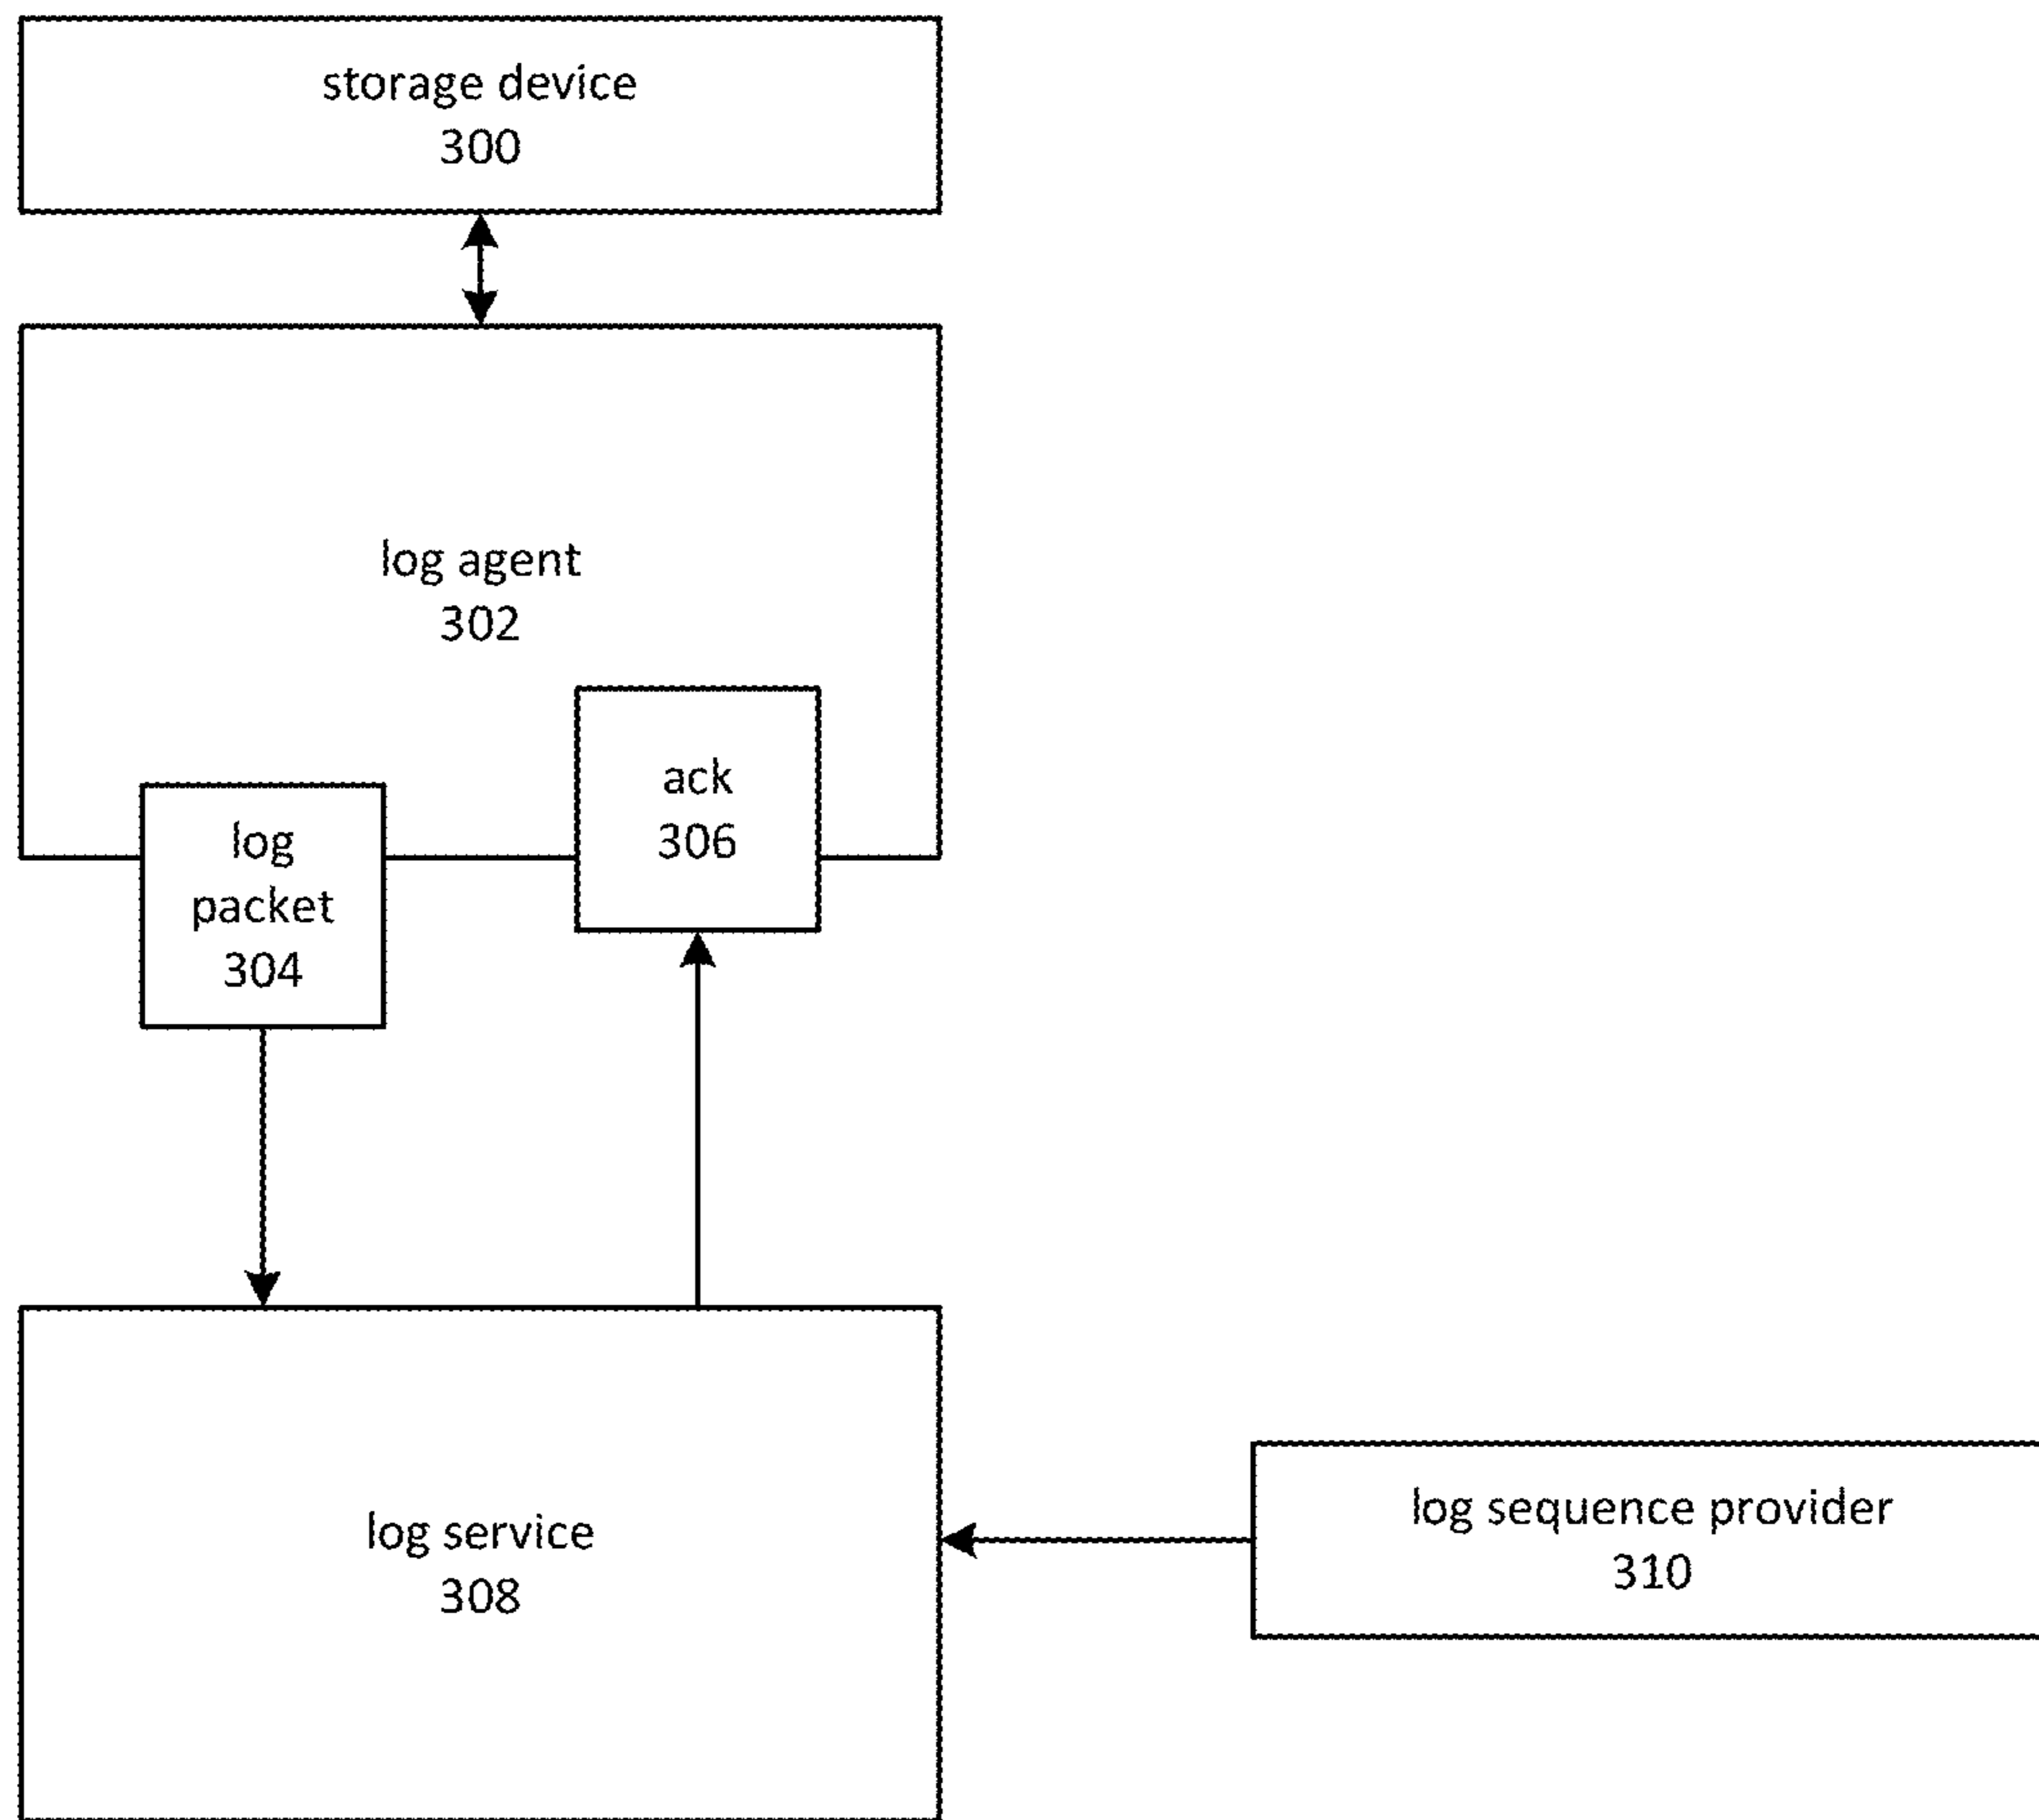 storage device
300
log agent
302
ack
306
log
packet
304
log service
308
log sequence provider
310